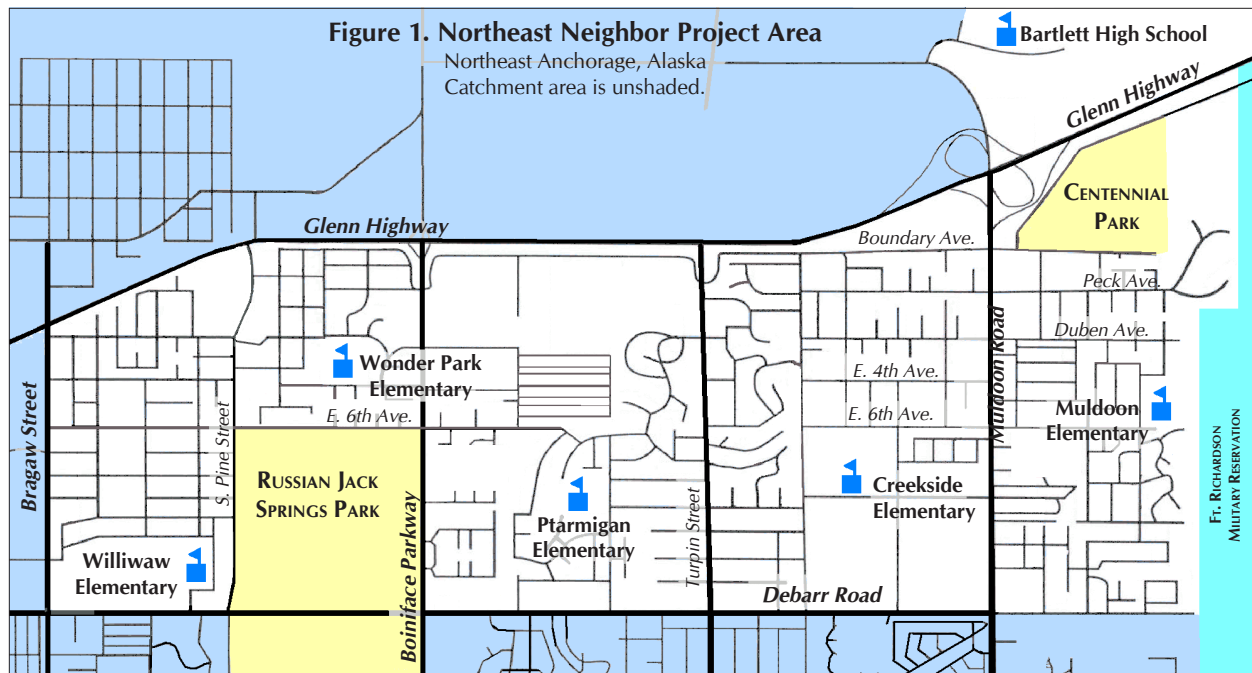 Figure 1. Northeast Neighbor Project Area
Northeast Anchorage, Alaska
Catchment area is unshaded.
Bartlett High School
Glenn Highway
CENTENNIAL
PARK
Glenn Highway
Boundary Ave.
Peck Ave.
Duben Ave.
Wonder Park
Elementary
E. 4th Ave.
E. 6th Ave.
E. 6th Ave.
Muldoon Road
Muldoon
Elementary
Bragaw Street
S. Pine Street
RUSSIAN JACK
SPRINGS PARK
Boiniface Parkway
Ptarmigan
Elementary
Turpin Street
Creekside
Elementary
FT. RICHARDSON
MILITARY RESERVATION
Williwaw
Elementary
Debarr Road